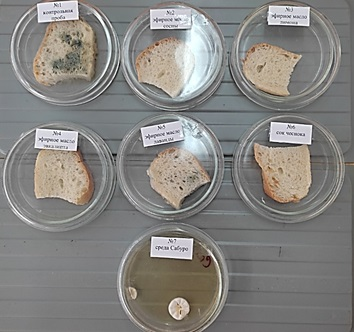 №1
контрольная
проба
№2
эфирное масло
сосны
№3
эфирное масло
лимона
№4
эфирное масло
эвкалипта
№5
эфирное масло
лаванды
№6
сок чеснока
№7
среда Сабуро